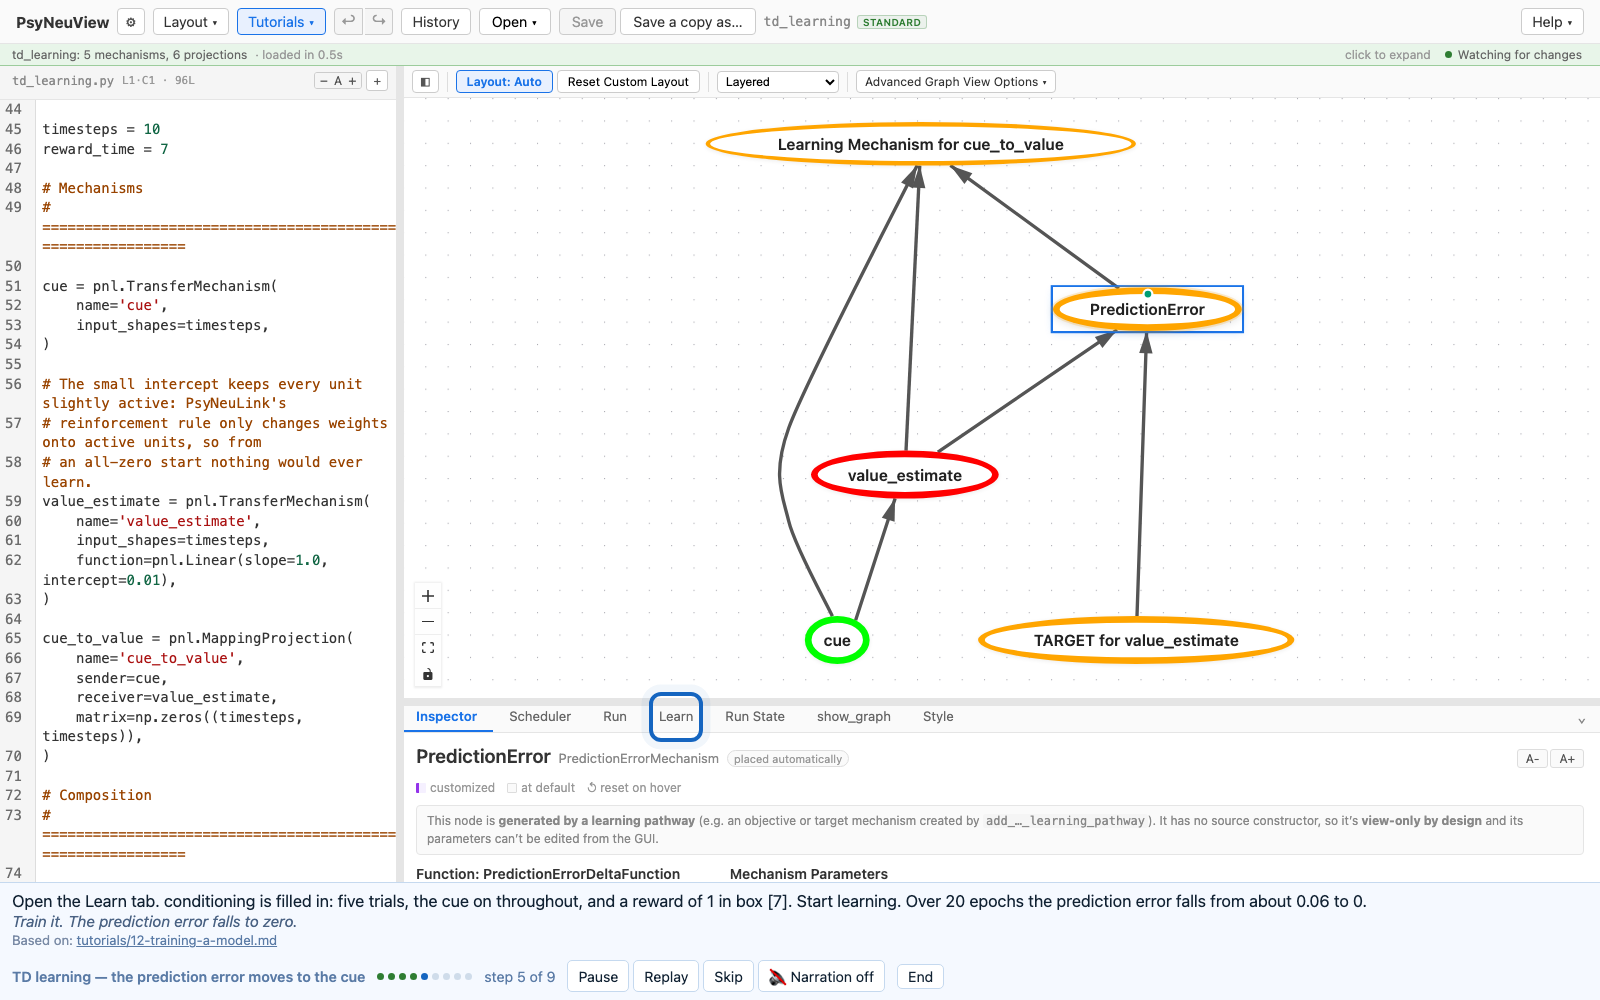 PsyNeuView
⚙
Layout ▾
Tutorials ▾
↩
↪
History
Open ▾
Save
Save a copy as...
td_learning
STANDARD
Help ▾
td_learning: 5 mechanisms, 6 projections · loaded in 0.5s
click to expand
Watching for changes
td_learning.py L1·C1 · 96L
− A +
+
Layout: Auto
Reset Custom Layout
Layered
Advanced Graph View Options ▾
44
45 timesteps = 10
46 reward_time = 7
47
48 # Mechanisms
49 #
=========================================
=================
50
51 cue = pnl.TransferMechanism(
52     name='cue',
53     input_shapes=timesteps,
54 )
55
56 # The small intercept keeps every unit
slightly active: PsyNeuLink's
57 # reinforcement rule only changes weights
onto active units, so from
58 # an all-zero start nothing would ever
learn.
59 value_estimate = pnl.TransferMechanism(
60     name='value_estimate',
61     input_shapes=timesteps,
62     function=pnl.Linear(slope=1.0,
intercept=0.01),
63 )
64
65 cue_to_value = pnl.MappingProjection(
66     name='cue_to_value',
67     sender=cue,
68     receiver=value_estimate,
69     matrix=np.zeros((timesteps,
timesteps)),
70 )
71
72 # Composition
73 #
=========================================
=================
74
Learning Mechanism for cue_to_value
PredictionError
value_estimate
cue
TARGET for value_estimate
Inspector
Scheduler
Run
Learn
Run State
show_graph
Style
PredictionError PredictionErrorMechanism placed automatically
A-
A+
customized
at default
reset on hover
This node is generated by a learning pathway (e.g. an objective or target mechanism created by add_…_learning_pathway). It has no source constructor, so it's view-only by design and its
parameters can't be edited from the GUI.
Function: PredictionErrorDeltaFunction
Mechanism Parameters
Open the Learn tab. conditioning is filled in: five trials, the cue on throughout, and a reward of 1 in box [7]. Start learning. Over 20 epochs the prediction error falls from about 0.06 to 0.
Train it. The prediction error falls to zero.
Based on: tutorials/12-training-a-model.md
TD learning — the prediction error moves to the cue
step 5 of 9
Pause
Replay
Skip
Narration off
End